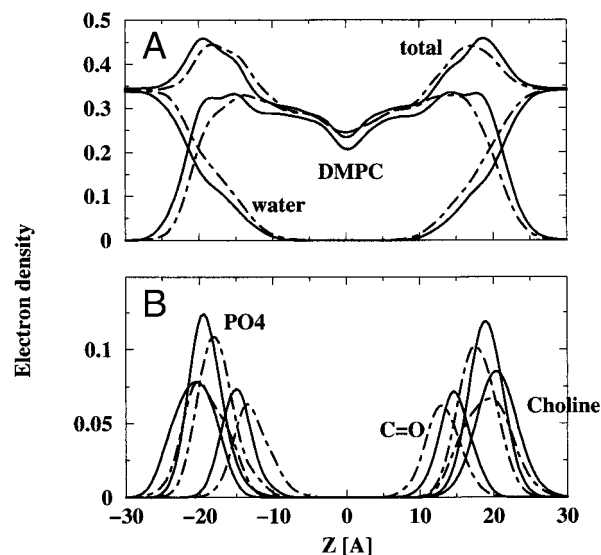 A
0.5
0.4
0.3
0.2
0.1
0
total
DMPC
water
Electron density
B
0.1
0.05
0
PO4
C=O
Choline
−30 −20 −10 0 10 20 30
Z [A]